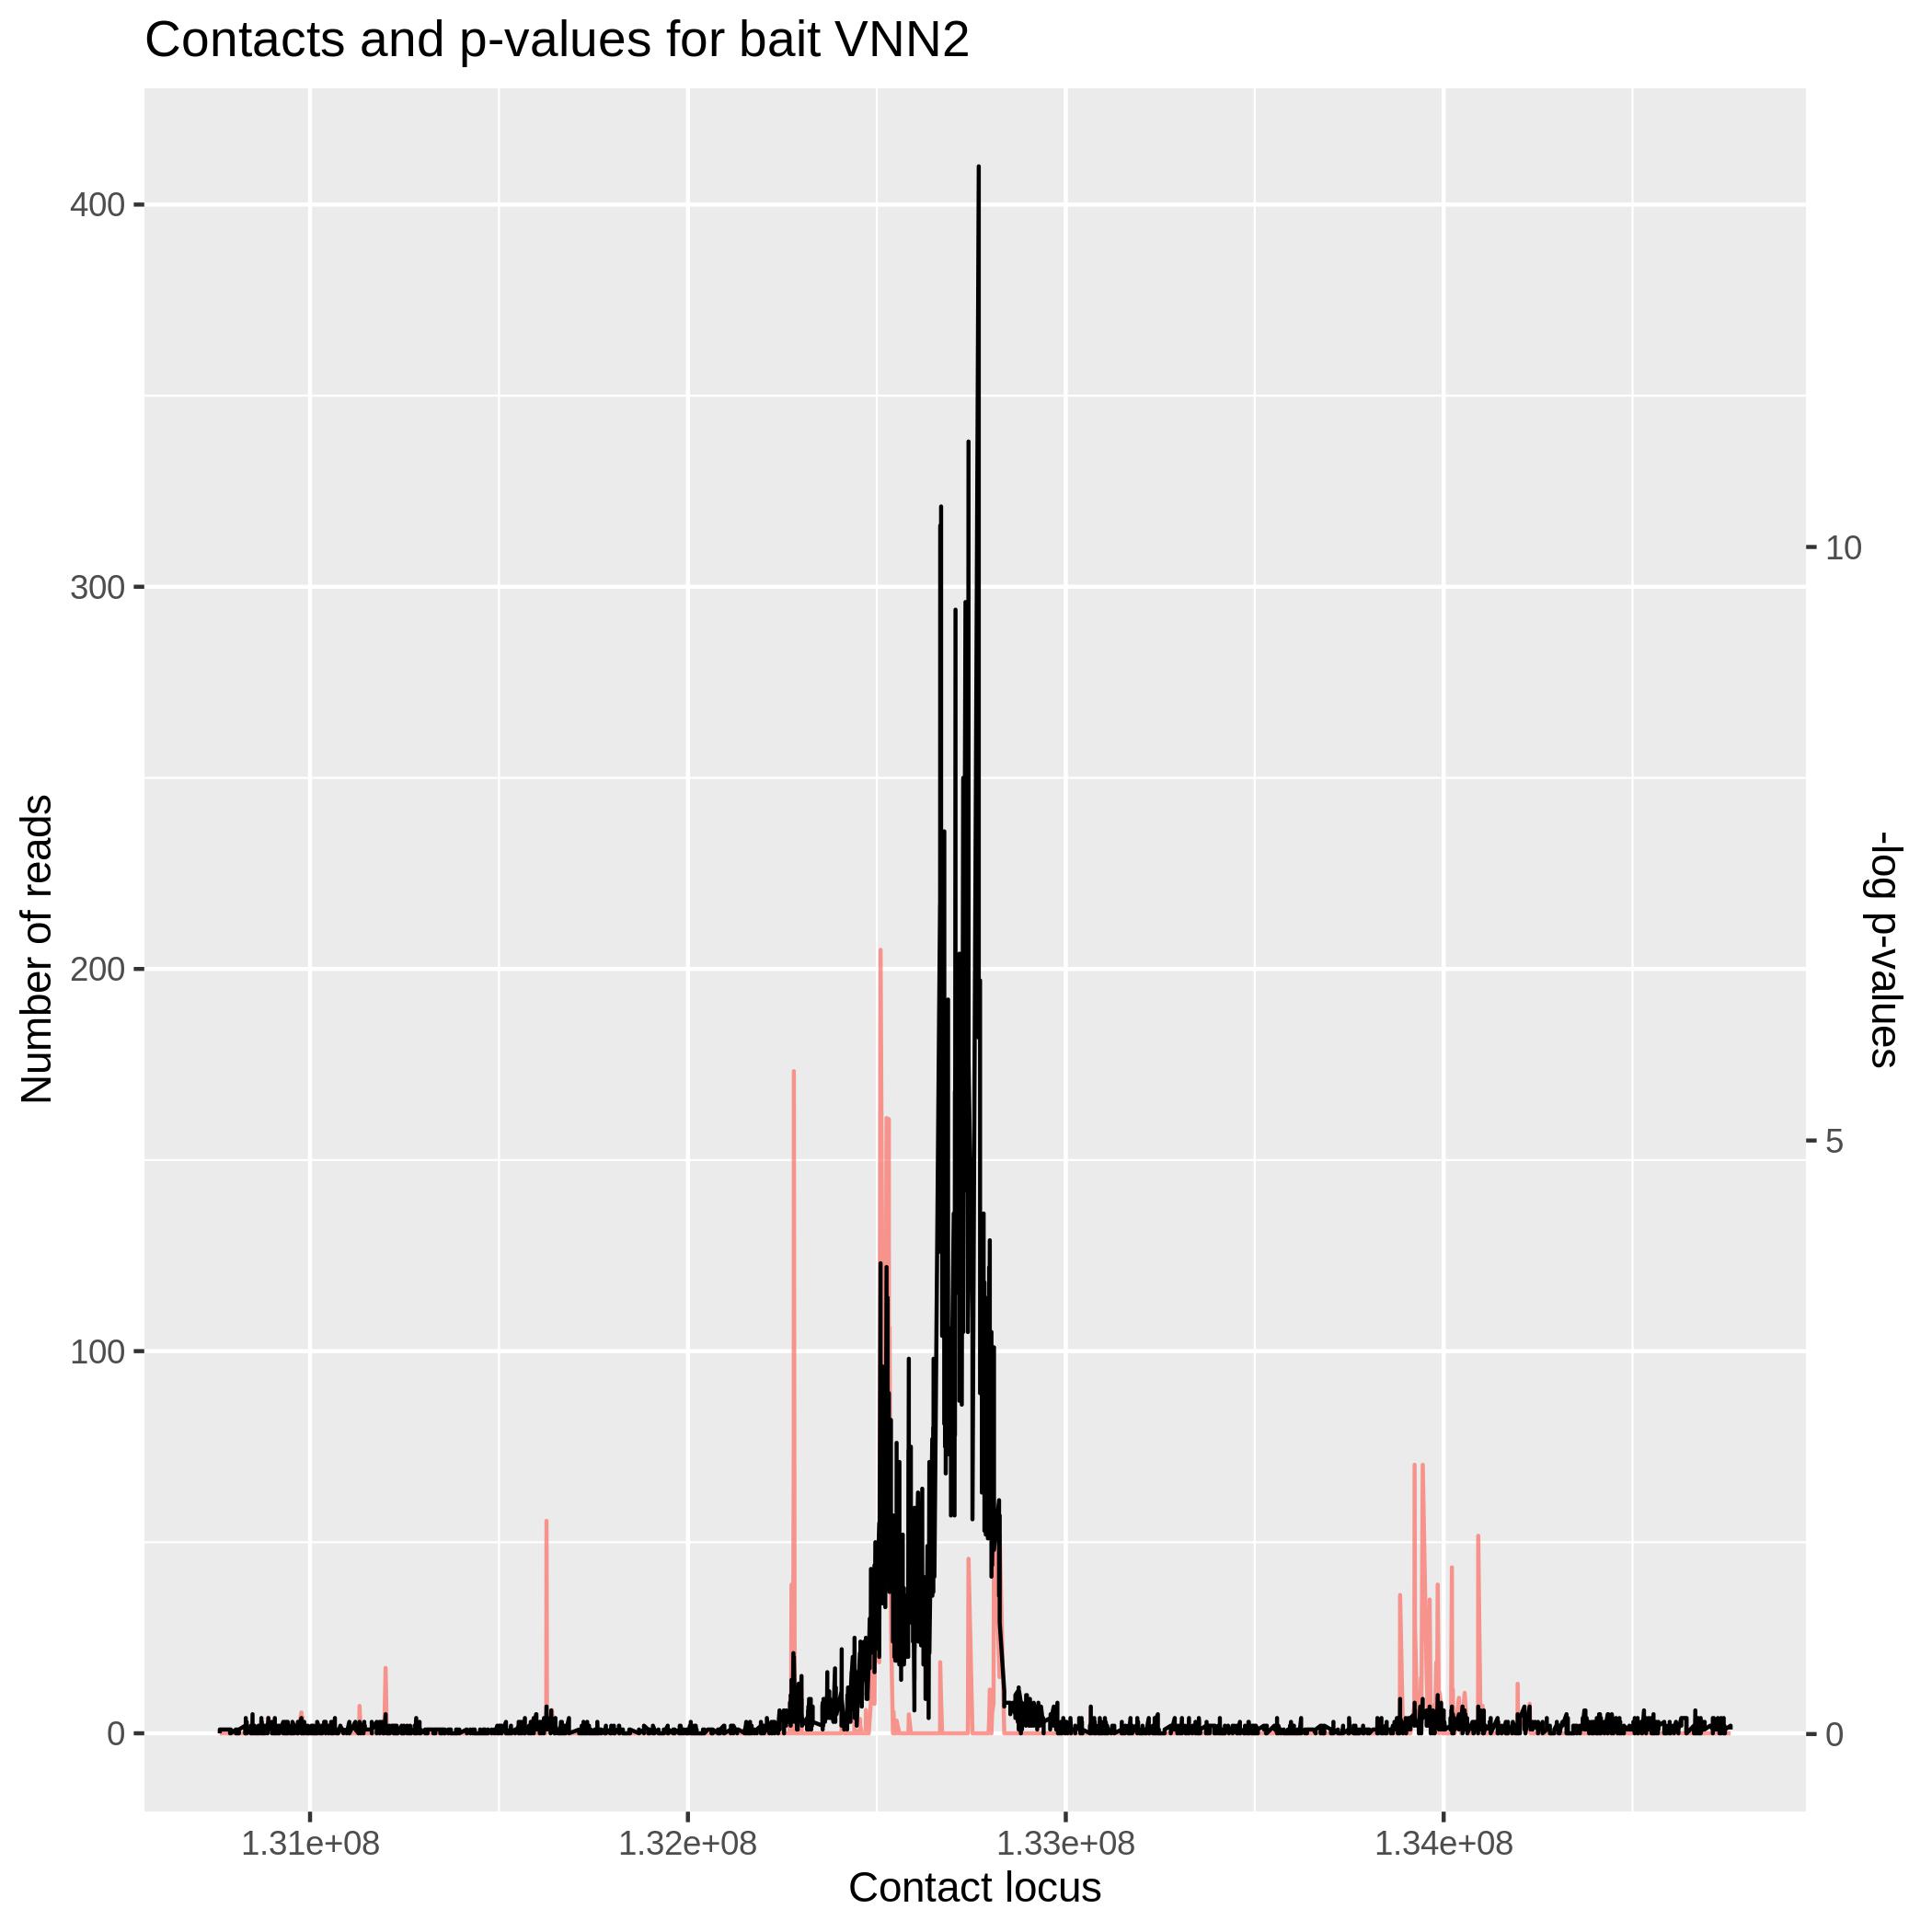 Contacts and p-values for bait VNN2
400
300
200
100
0
Number of reads
10
5
0
-log p-values
1.31e+08
1.32e+08
1.33e+08
1.34e+08
Contact locus